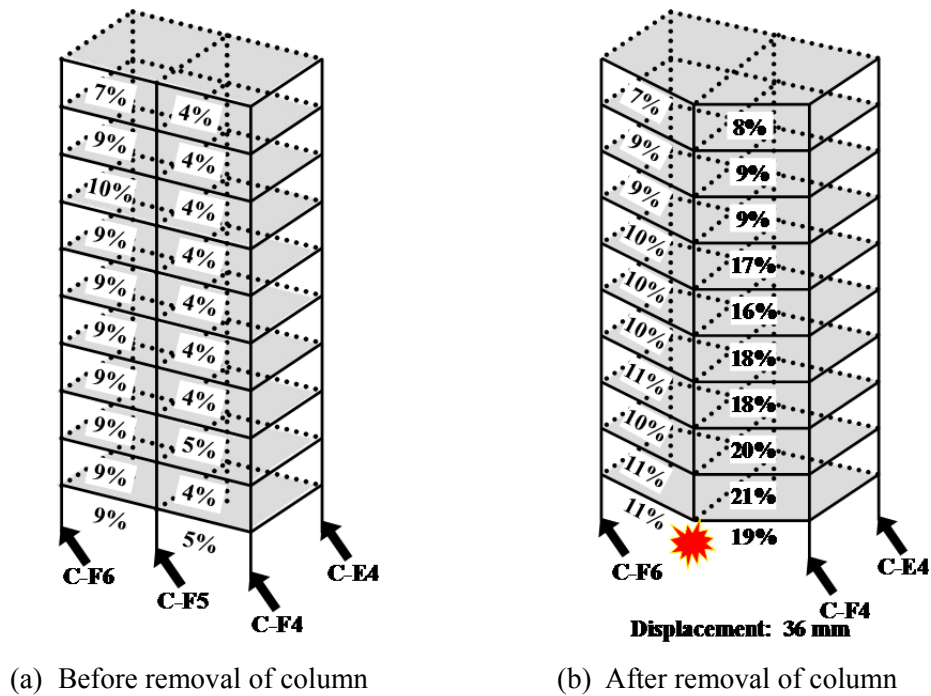 7% 4%
9% 4%
10% 4%
9% 4%
9% 4%
9% 4%
9% 4%
9% 5%
9% 4%
9% 5%
C-F6
C-F5
C-F4
C-E4
(a) Before removal of column
7% 8%
9% 9%
9% 9%
10% 17%
10% 16%
10% 18%
11% 18%
10% 20%
11% 21%
11% 19%
C-F6
C-F4
C-E4
Displacement: 36 mm
(b) After removal of column